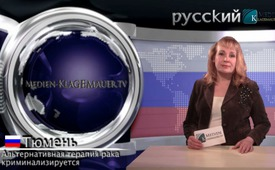 русский
MEDIEN-KLAGEMAUER.TV
Тюмень
Альтернативная терапия рака
криминализируется